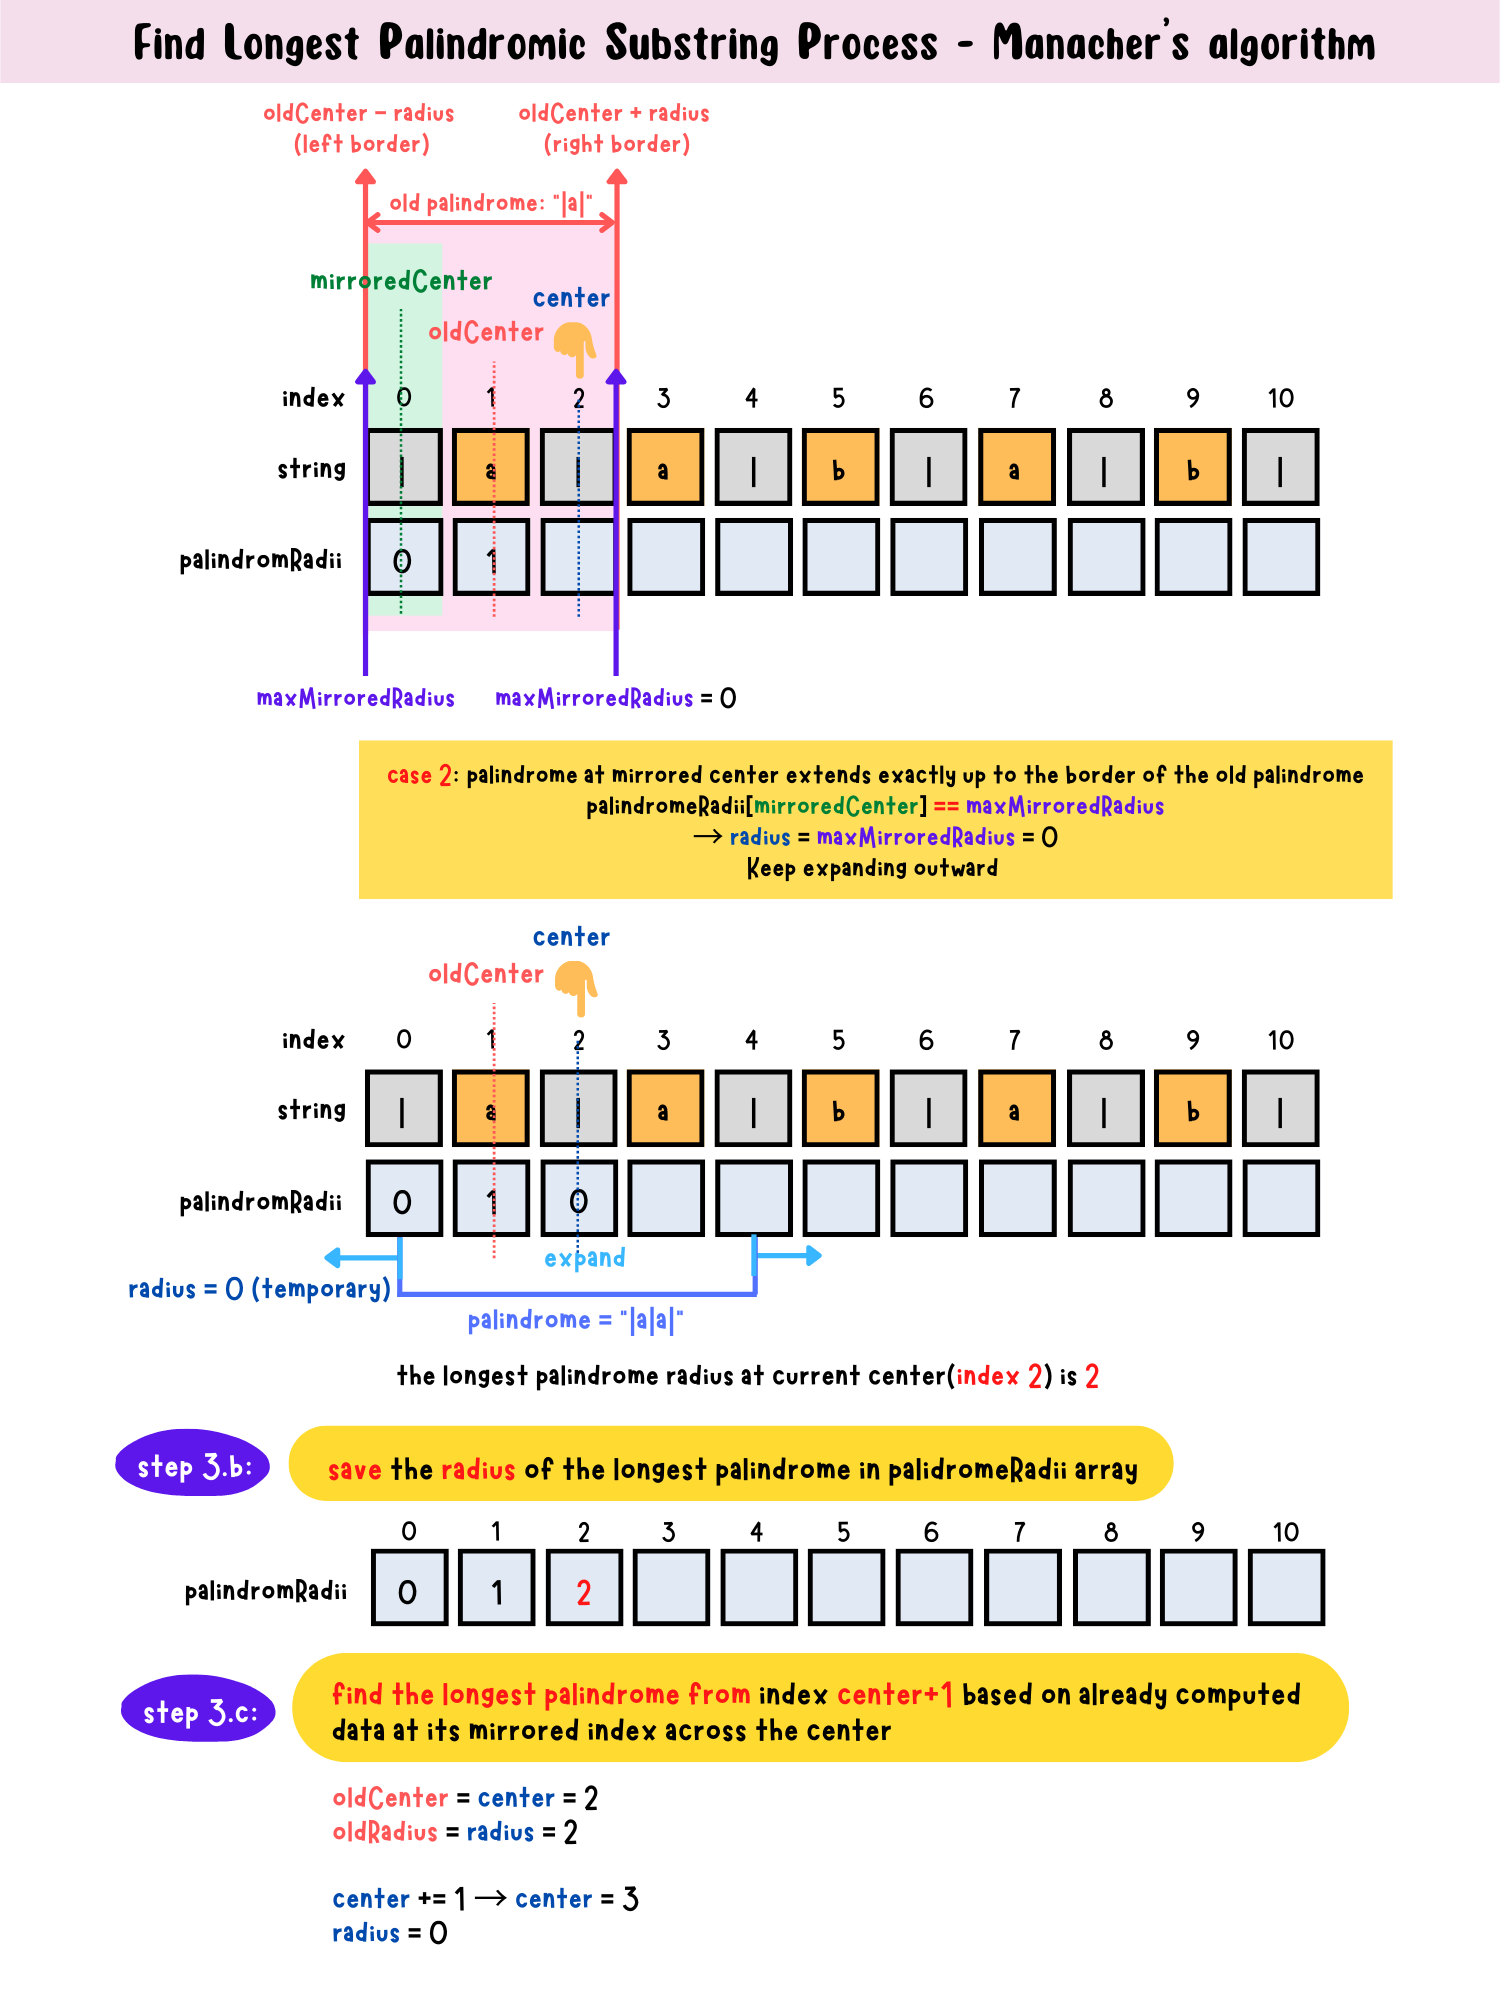 Find Longest Palindromic Substring Process - Manacher's algorithm
oldCenter - radius
(left border)
oldCenter + radius
(right border)
old palindrome: "|a|"
mirroredCenter
center
oldCenter
index 0 1 2 3 4 5 6 7 8 9 10
string | a | a | b | a | b |
palindromRadii 0 1
maxMirroredRadius maxMirroredRadius = 0
case 2: palindrome at mirrored center extends exactly up to the border of the old palindrome
palindromeRadii[mirroredCenter] == maxMirroredRadius
→ radius = maxMirroredRadius = 0
Keep expanding outward
center
oldCenter
index 0 1 2 3 4 5 6 7 8 9 10
string | a | a | b | a | b |
palindromRadii 0 1 0
expand
radius = 0 (temporary)
palindrome = "|a|a|"
the longest palindrome radius at current center(index 2) is 2
step 3.b:
save the radius of the longest palindrome in palidromeRadii array
0 1 2 3 4 5 6 7 8 9 10
palindromRadii 0 1 2
step 3.c:
find the longest palindrome from index center+1 based on already computed
data at its mirrored index across the center
oldCenter = center = 2
oldRadius = radius = 2
center += 1 → center = 3
radius = 0